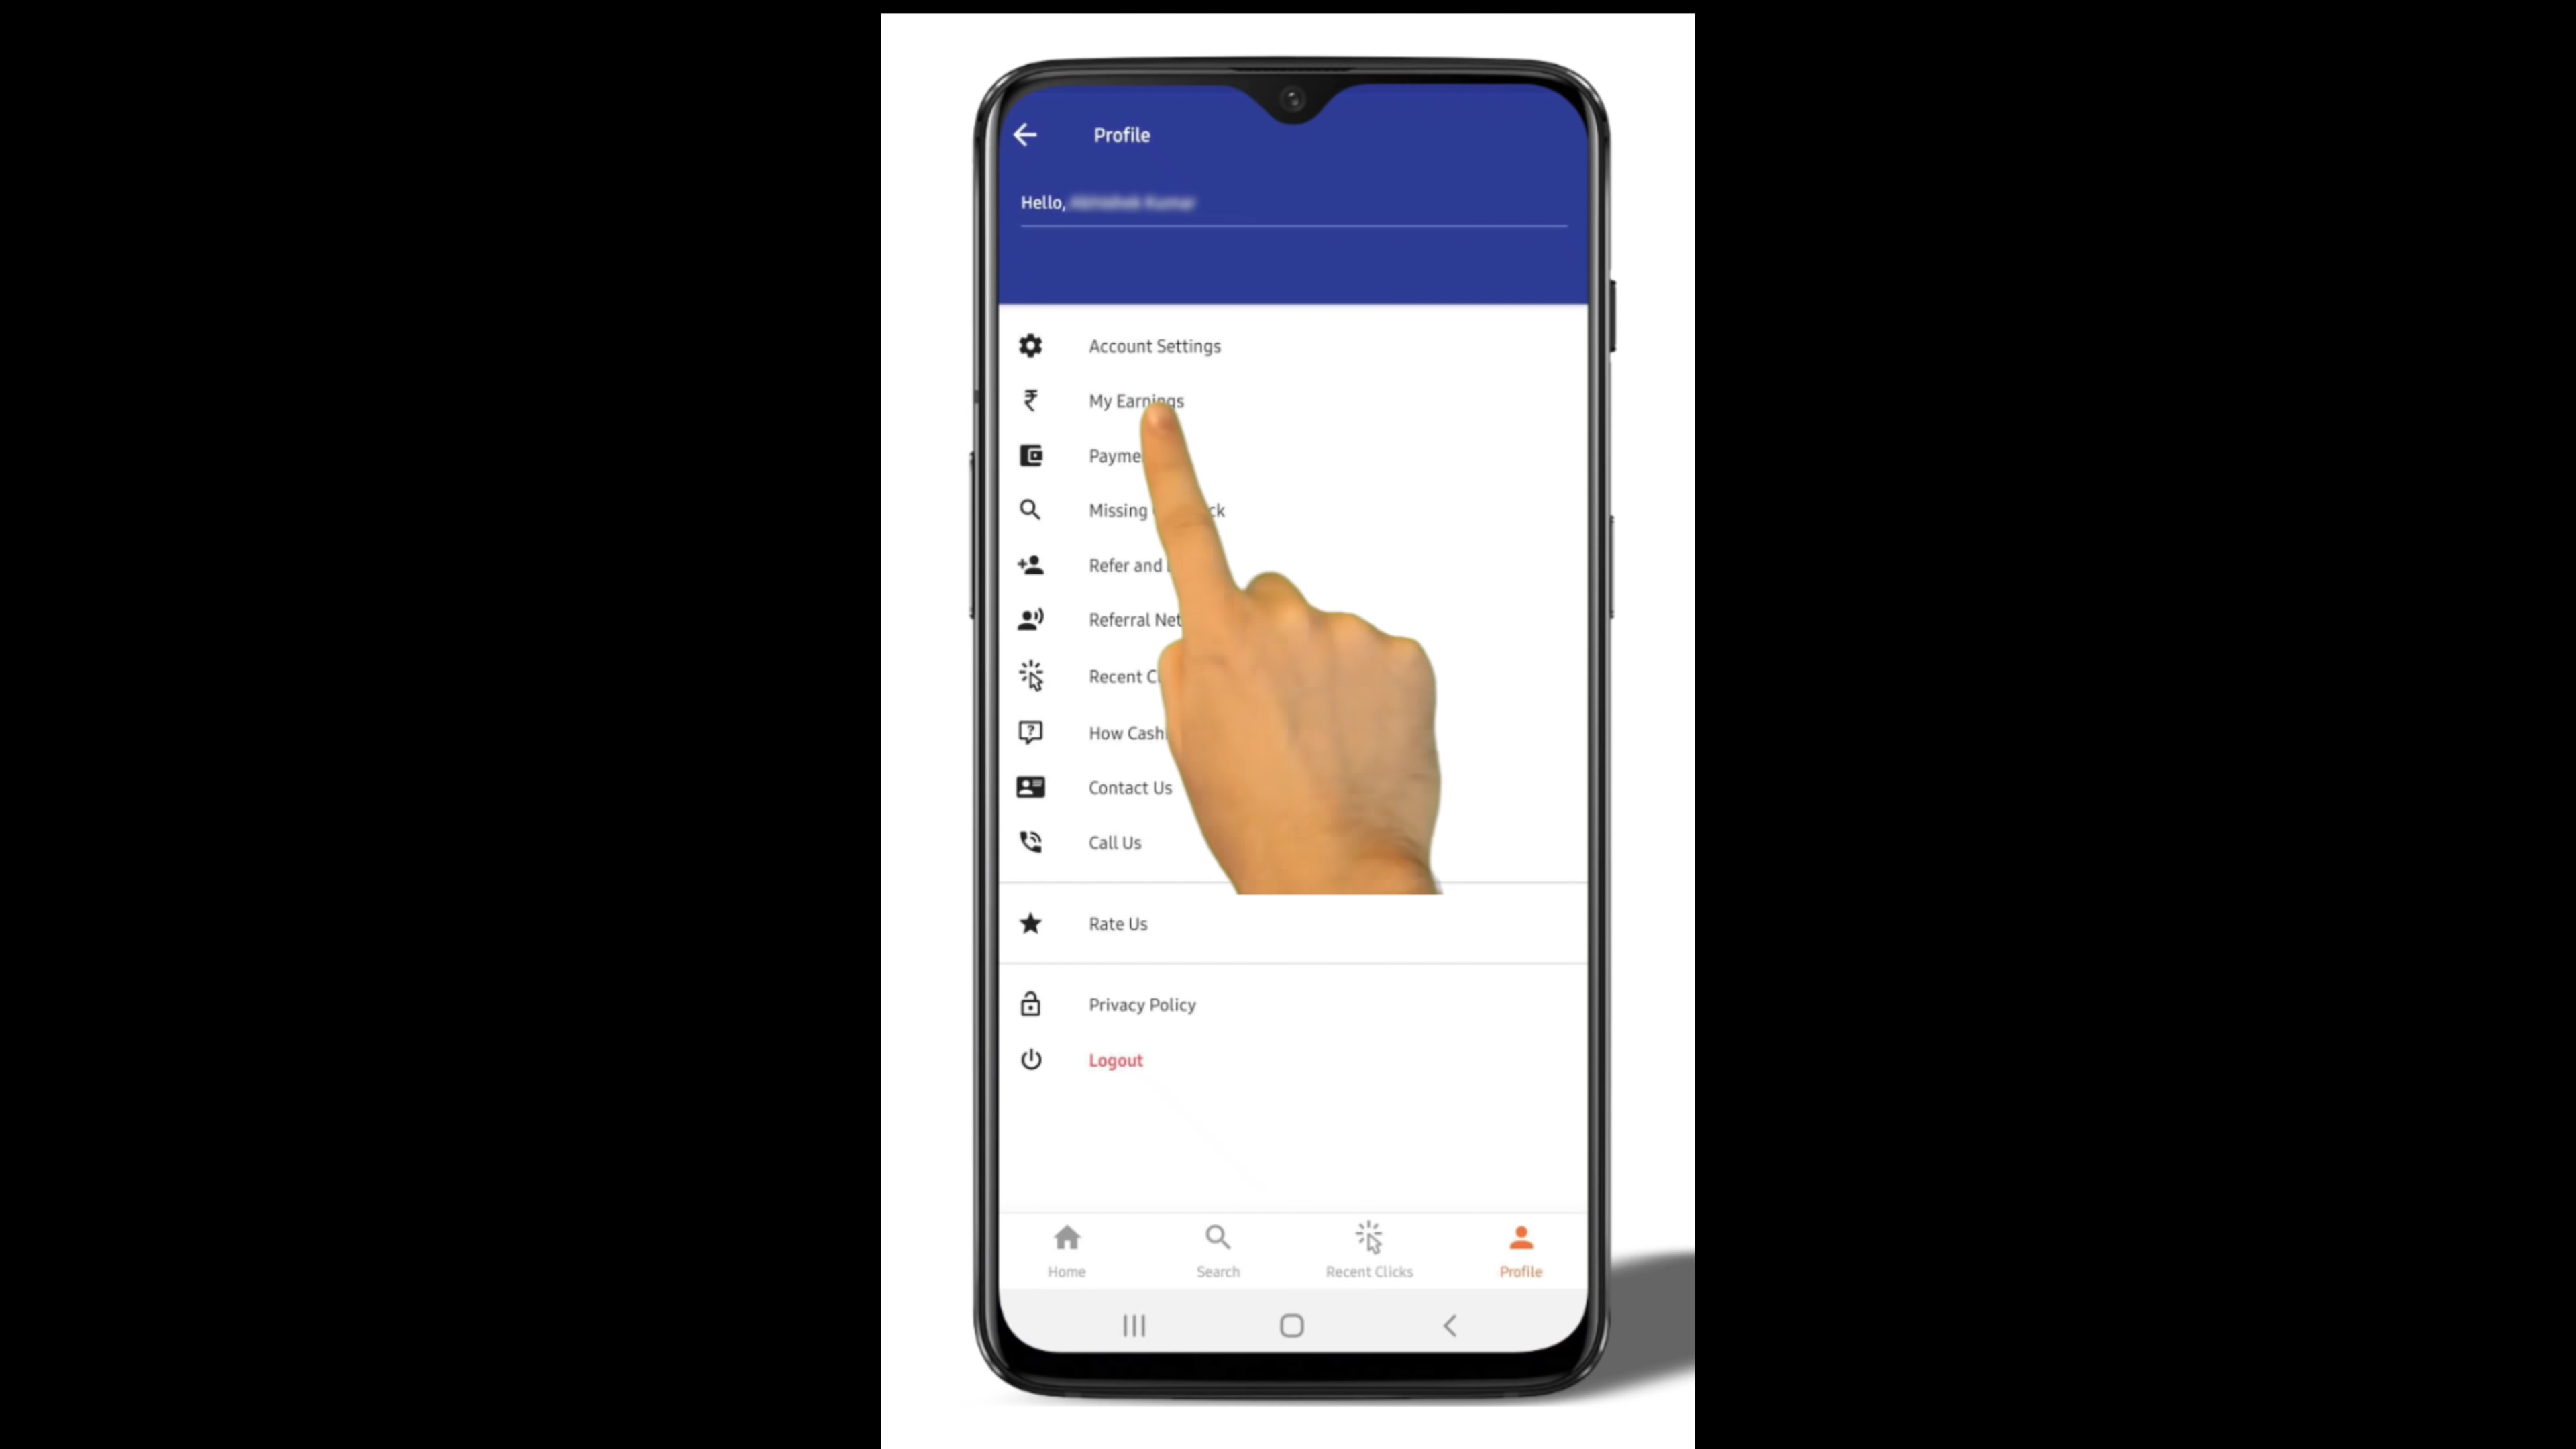 Profile
Hello,
Account Settings
My Earnings
Payme
Missing ck
Refer and
Referral Net
Recent C
How Cash
Contact Us
Call Us
Rate Us
Privacy Policy
Logout
Home Search Recent Clicks Profile